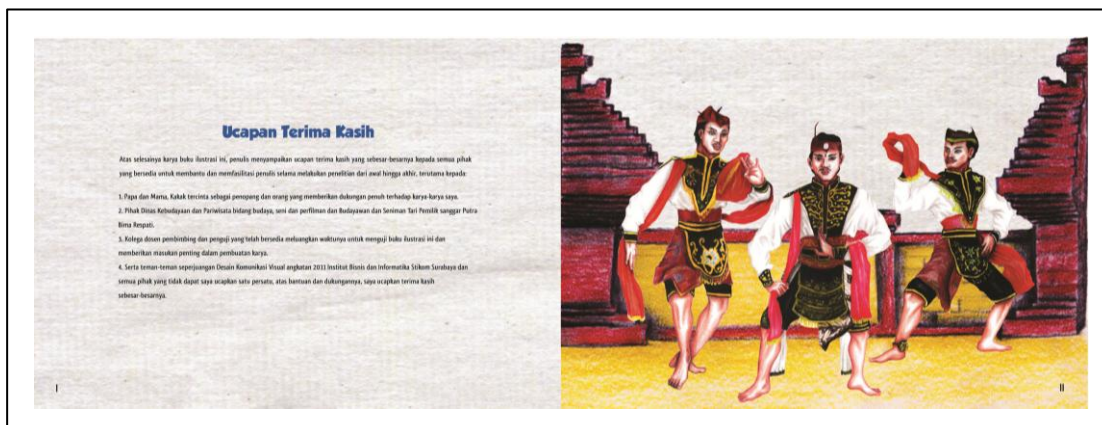 Ucapan Terima Kasih
Atas selesainya karya buku ilustrasi ini, penulis menyampaikan ucapan terima kasih yang sebesar-besarnya kepada semua pihak
yang bersedia untuk membantu dan memfasilitasi penulis selama melakukan penelitian dari awal hingga akhir, terutama kepada
1. Papa dan Mama, Kakak tercinta sebagai penopang dan orang yang memberikan dukungan penuh terhadap karya-karya saya.
2. Pihak Dinas Kebudayaan dan Pariwisata bidang budaya, seni dan perfilman dan Budayawan dan Seniman Tari Pemilik sanggar Putra
Bima Respati.
3. Kolega dosen pembimbing dan penguji yang telah bersedia meluangkan waktunya untuk menguji buku ilustrasi ini dan
memberikan masukan penting dalam pembuatan karya.
4. Serta teman-teman seperjuangan Desain Komunikasi Visual angkatan 2011 Institut Bisnis dan Informatika Stikom Surabaya dan
semua pihak yang tidak dapat saya ucapkan satu persatu, atas bantuan dan dukungannya, saya ucapkan terima kasih
sebesar-besarnya.
I
II